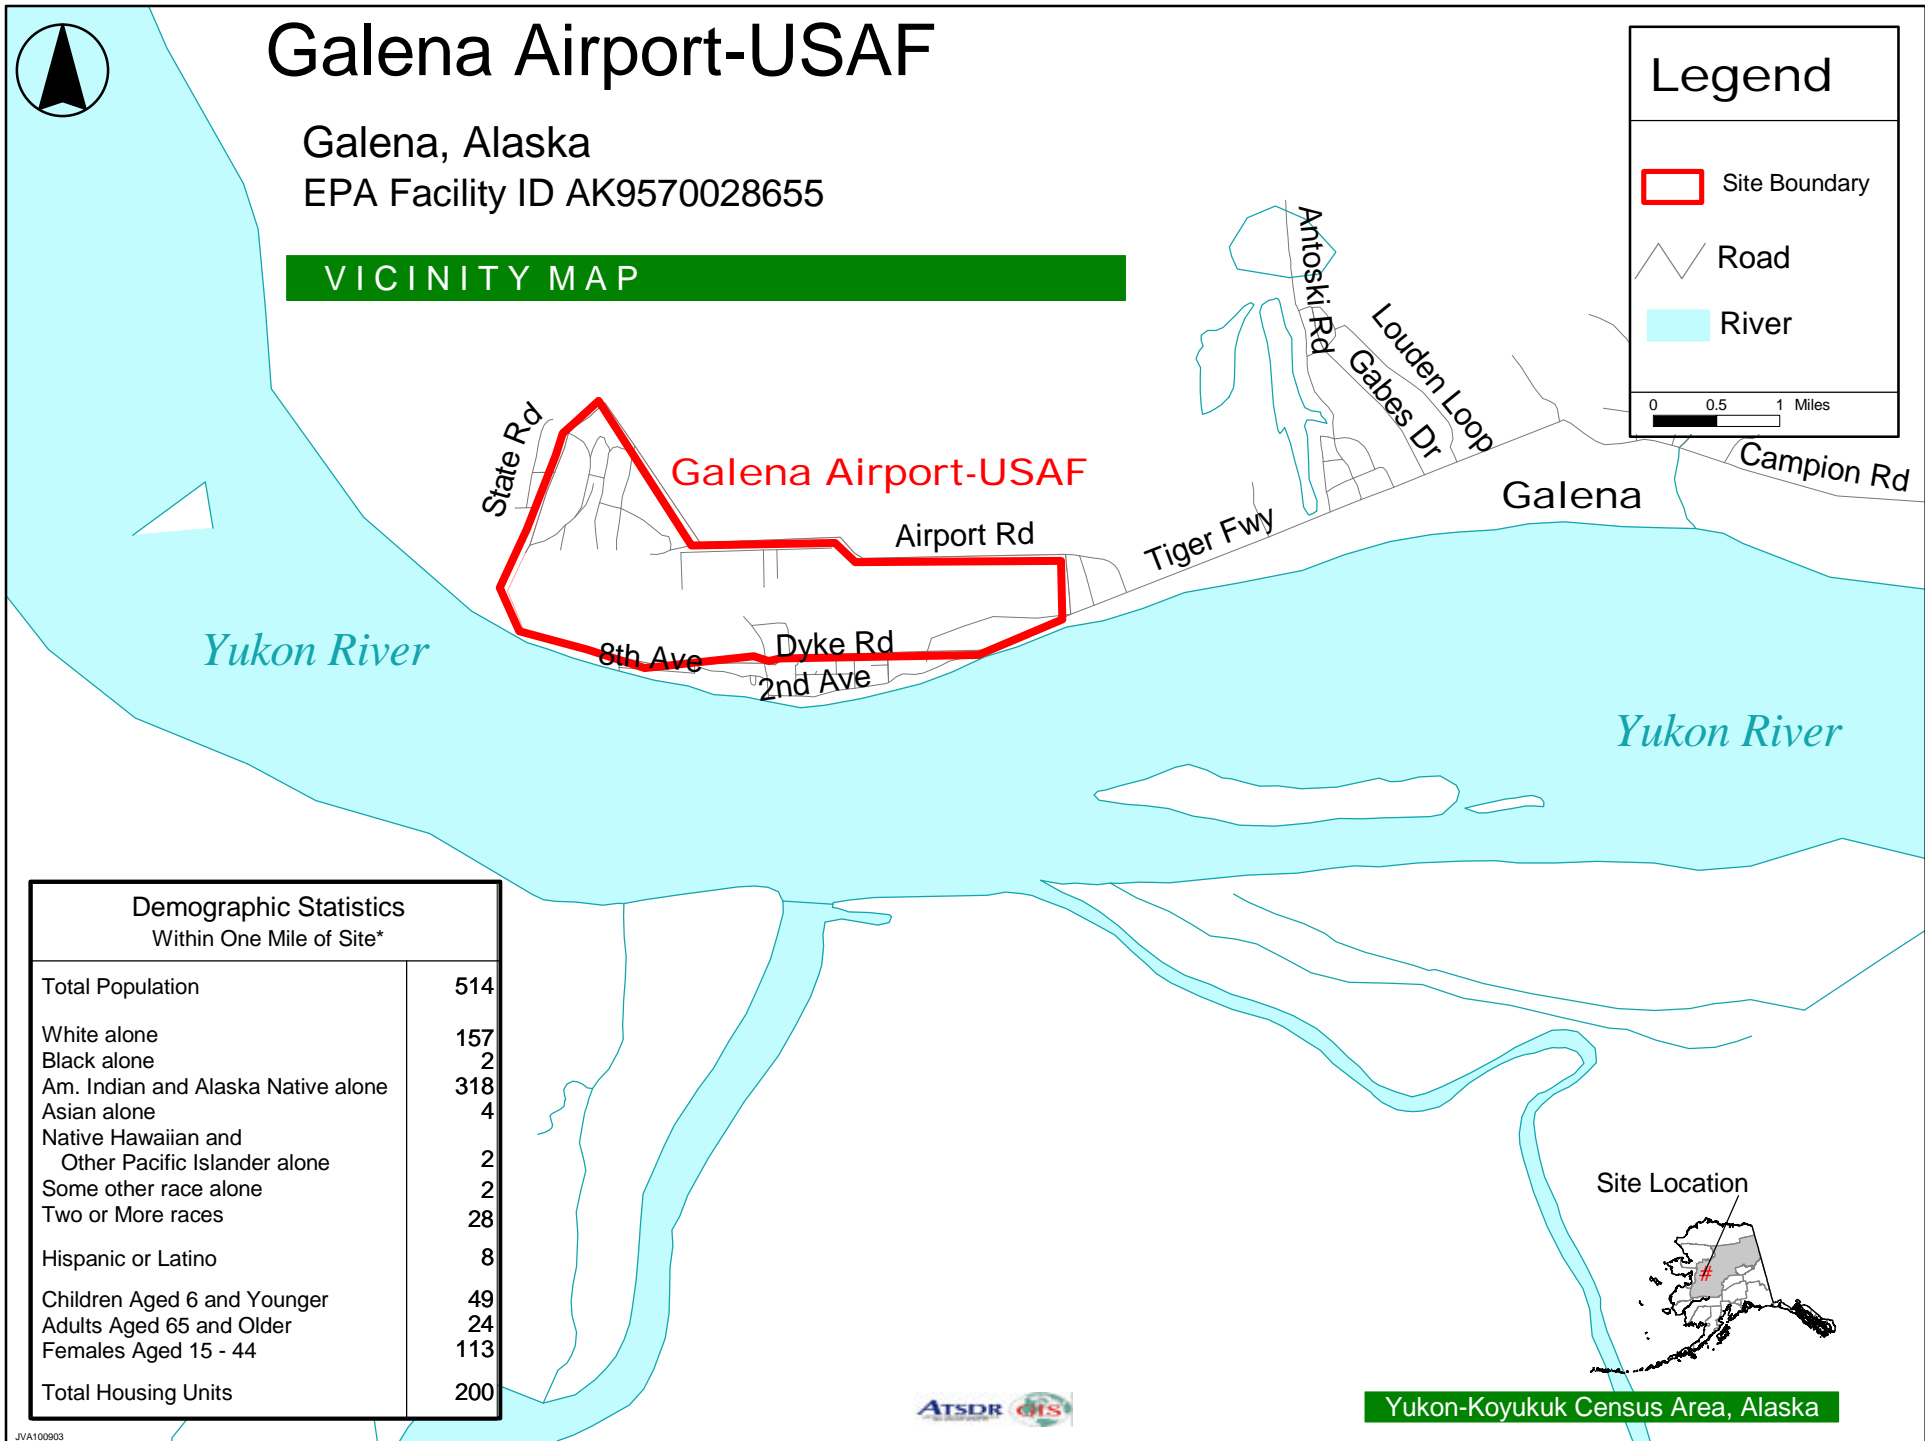 Galena Airport-USAF
Galena, Alaska
EPA Facility ID AK9570028655
VICINITY MAP
Legend
Site Boundary
Road
River
0 0.5 1 Miles
Antoski Rd
Louden Loop
Gabes Dr
State Rd
Galena Airport-USAF
Airport Rd
Tiger Fwy
Galena
Campion Rd
Yukon River
8th Ave
Dyke Rd
2nd Ave
Yukon River
Demographic Statistics
Within One Mile of Site*
Total Population 514
White alone 157
Black alone 2
Am. Indian and Alaska Native alone 318
Asian alone 4
Native Hawaiian and
Other Pacific Islander alone 2
Some other race alone 2
Two or More races 28
Hispanic or Latino 8
Children Aged 6 and Younger 49
Adults Aged 65 and Older 24
Females Aged 15 - 44 113
Total Housing Units 200
Site Location
#
ATSDR GIS
Yukon-Koyukuk Census Area, Alaska
JVA100903